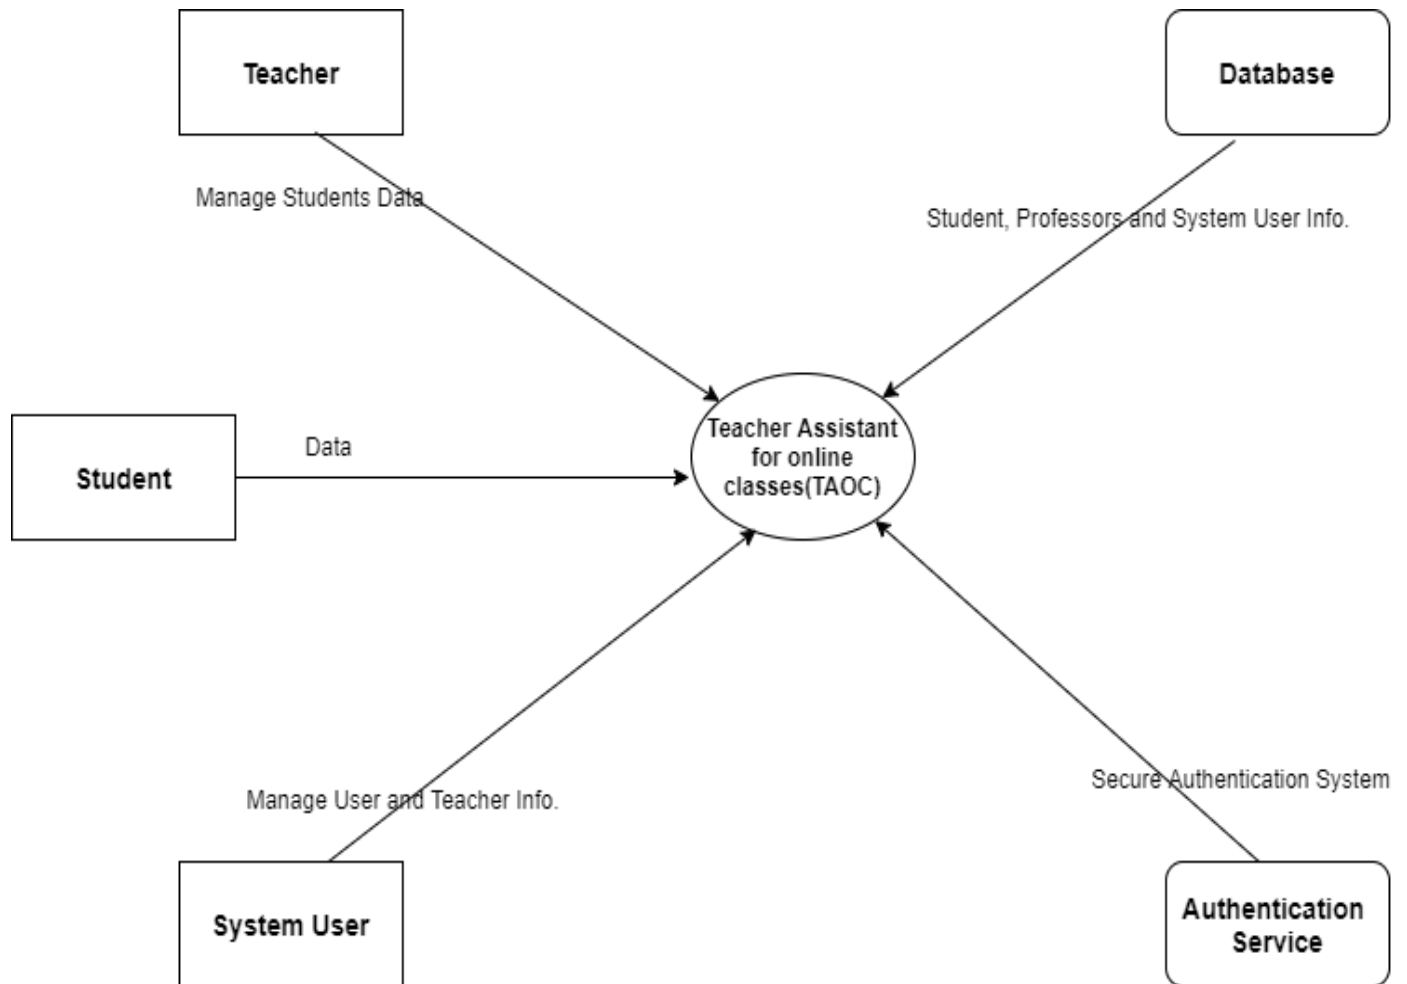 Teacher
Database
Manage Students Data
Student, Professors and System User Info.
Teacher Assistant
for online
classes(TAOC)
Data
Student
Secure Authentication System
Manage User and Teacher Info.
System User
Authentication
Service